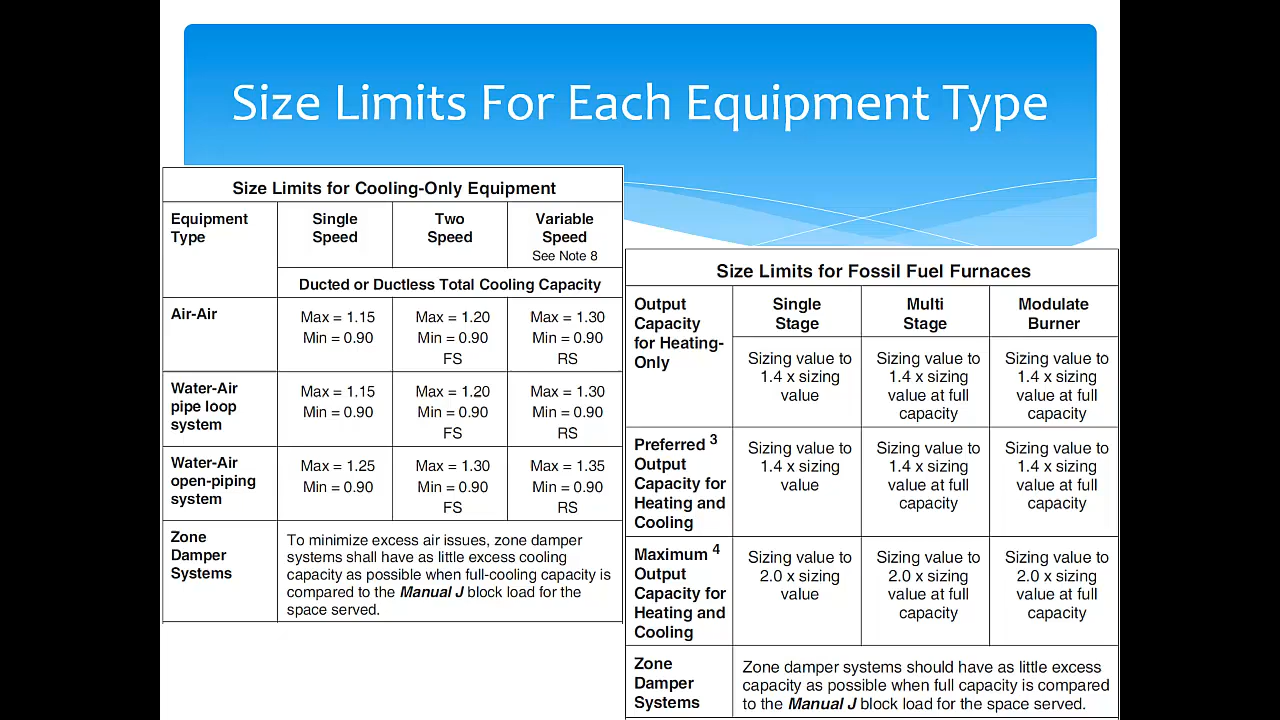 Size Limits For Each Equipment Type
Size Limits for Cooling-Only Equipment
Equipment
Type
Single
Speed
Two
Speed
Variable
Speed
See Note 8
Ducted or Ductless Total Cooling Capacity
Air-Air
Max = 1.15
Min = 0.90
Max = 1.20
Min = 0.90
FS
Max = 1.30
Min = 0.90
RS
Water-Air
pipe loop
system
Max = 1.15
Min = 0.90
Max = 1.20
Min = 0.90
FS
Max = 1.30
Min = 0.90
RS
Water-Air
open-piping
system
Max = 1.25
Min = 0.90
Max = 1.30
Min = 0.90
FS
Max = 1.35
Min = 0.90
RS
Zone
Damper
Systems
To minimize excess air issues, zone damper
systems shall have as little excess cooling
capacity as possible when full-cooling capacity is
compared to the Manual J block load for the
space served.
Size Limits for Fossil Fuel Furnaces
Output
Capacity
for Heating-
Only
Single
Stage
Multi
Stage
Modulate
Burner
Sizing value to
1.4 x sizing
value
Sizing value to
1.4 x sizing
value at full
capacity
Sizing value to
1.4 x sizing
value at full
capacity
Preferred 3
Output
Capacity for
Heating and
Cooling
Sizing value to
1.4 x sizing
value
Sizing value to
1.4 x sizing
value at full
capacity
Sizing value to
1.4 x sizing
value at full
capacity
Maximum 4
Output
Capacity for
Heating and
Cooling
Sizing value to
2.0 x sizing
value
Sizing value to
2.0 x sizing
value at full
capacity
Sizing value to
2.0 x sizing
value at full
capacity
Zone
Damper
Systems
Zone damper systems should have as little excess
capacity as possible when full capacity is compared
to the Manual J block load for the space served.